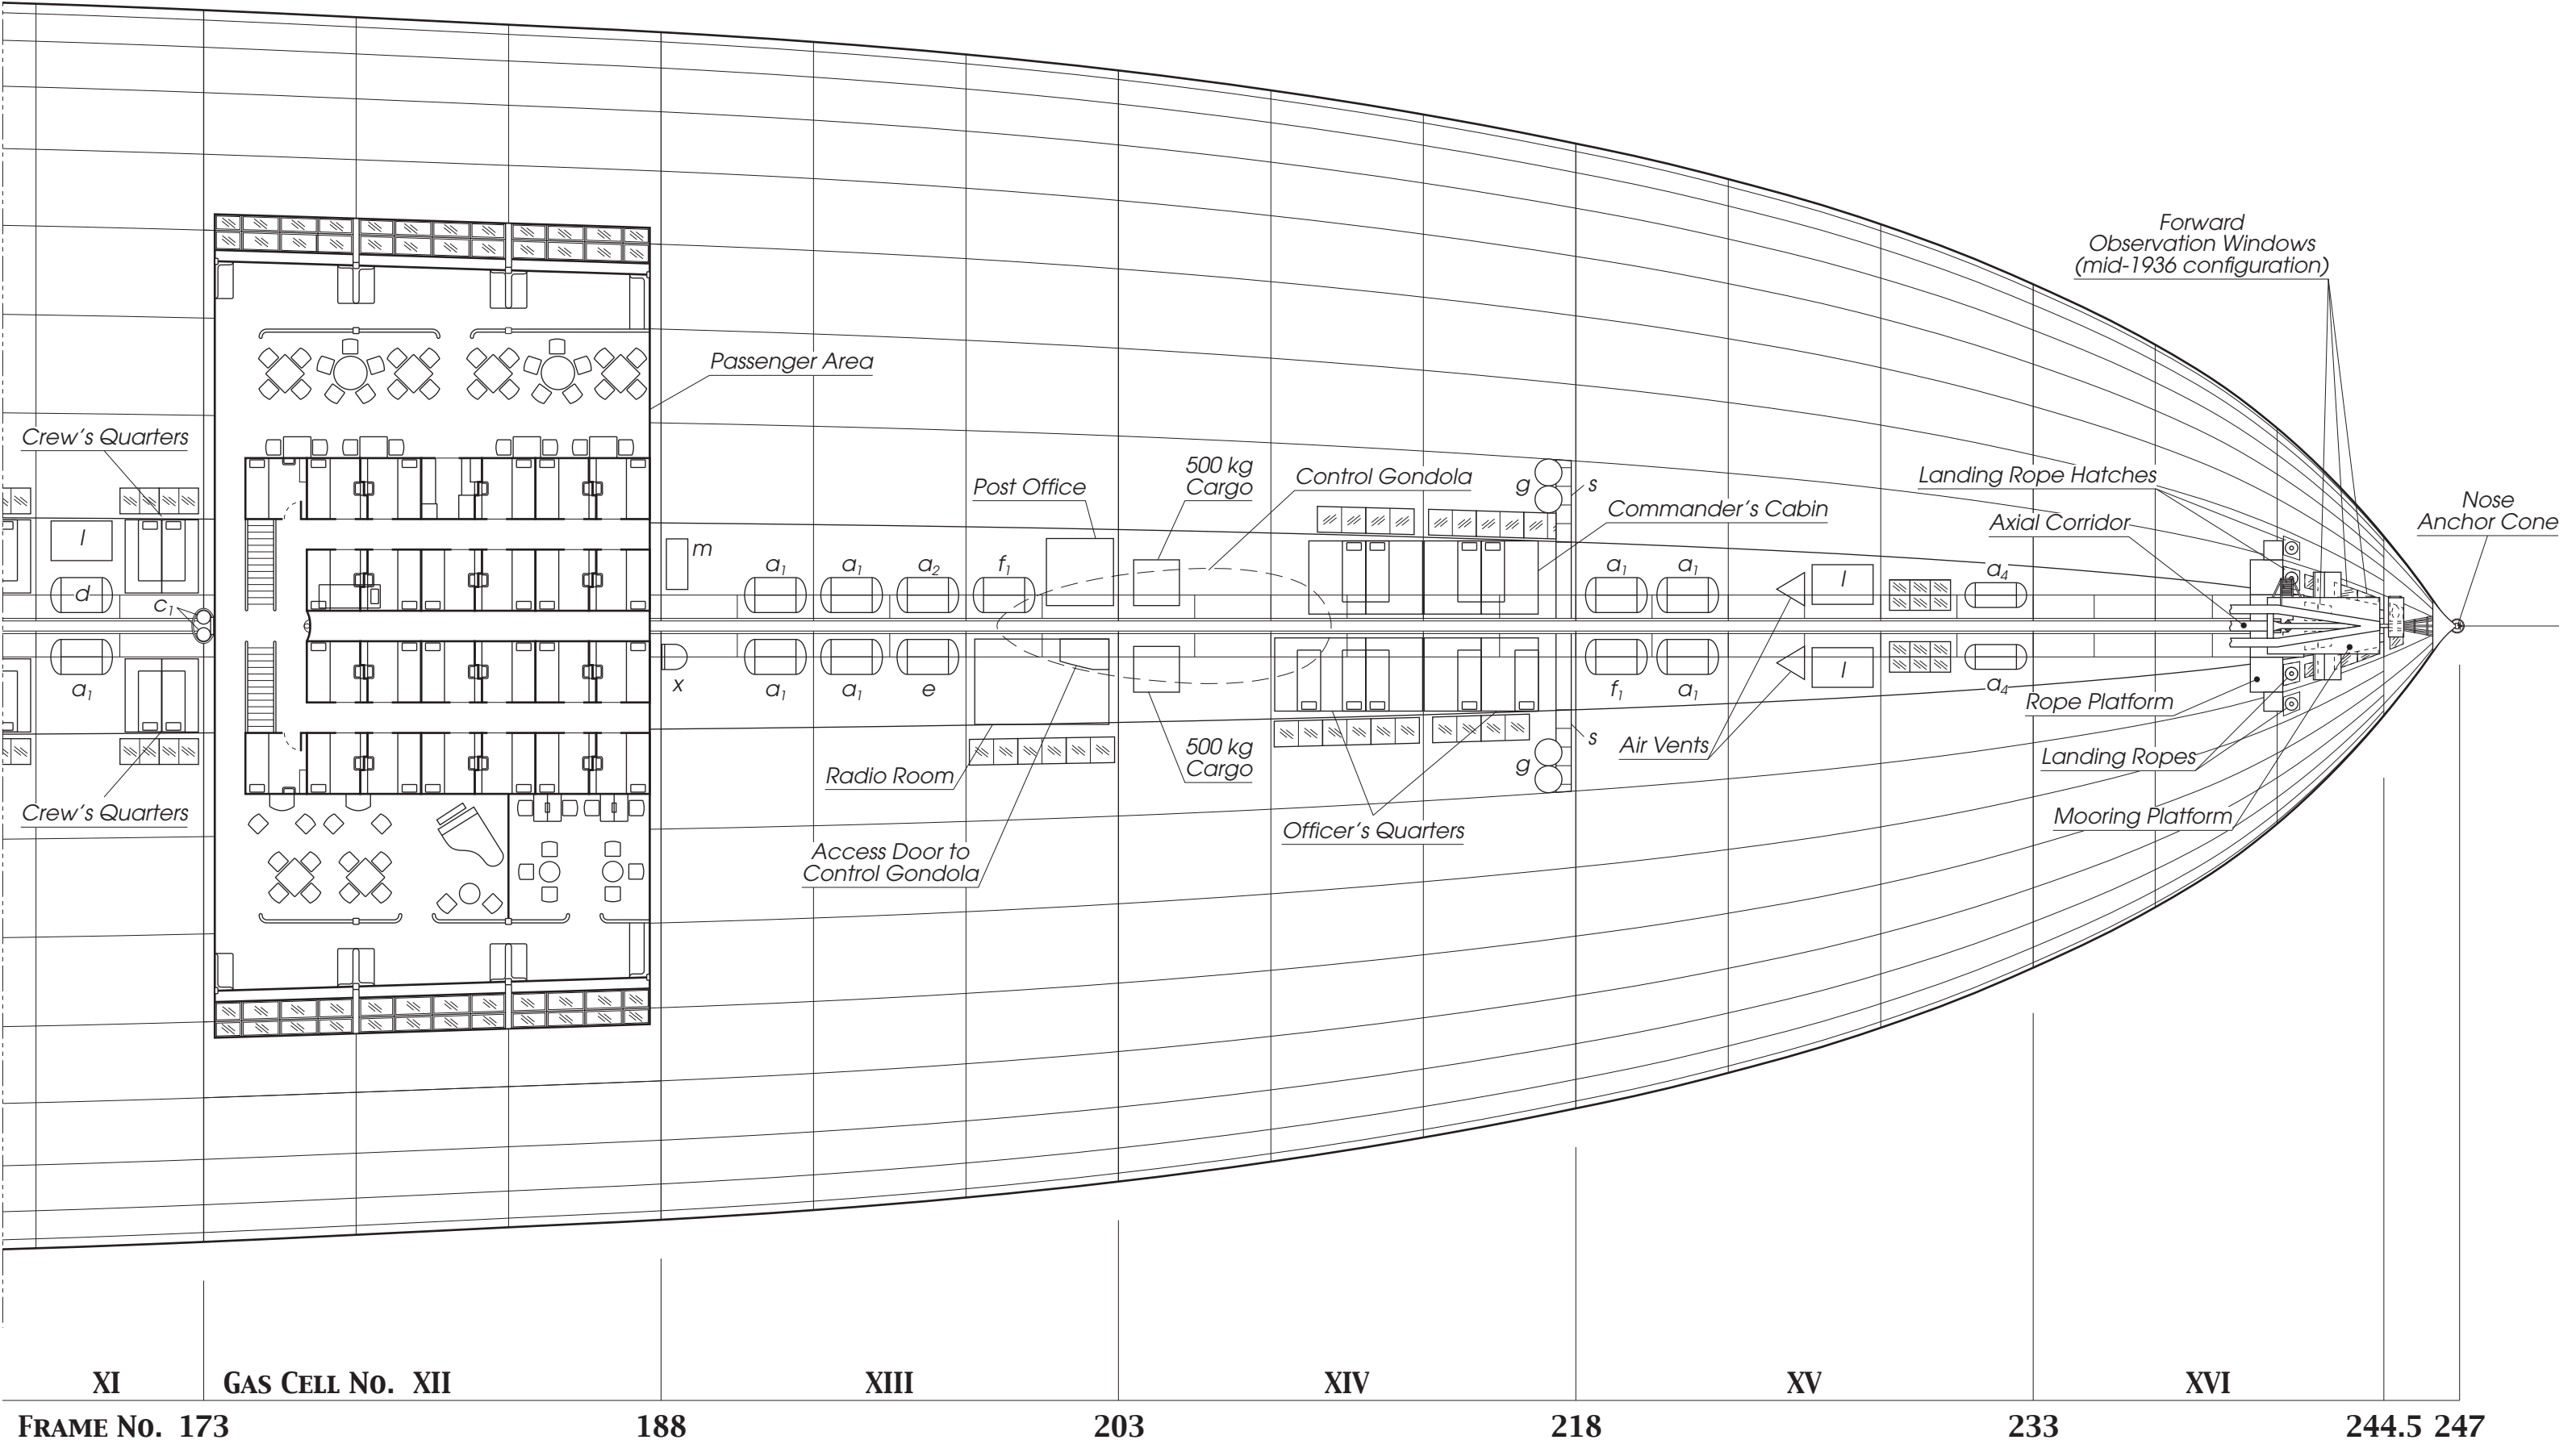 Forward
Observation Windows
(mid-1936 configuration)
Passenger Area
Crew's Quarters
Post Office
500 kg
Cargo
Control Gondola
g
s
Commander's Cabin
Landing Rope Hatches
Axial Corridor
Nose
Anchor Cone
l
d
c1
m
a1
a1
a2
f1
a1
a1
l
a4
a1
x
a1
a1
e
f1
a1
l
a4
Rope Platform
Crew's Quarters
Radio Room
500 kg
Cargo
g
s
Air Vents
Landing Ropes
Access Door to
Control Gondola
Officer's Quarters
Mooring Platform
XI Gas Cell No. XII XIII XIV XV XVI
Frame No. 173 188 203 218 233 244.5 247